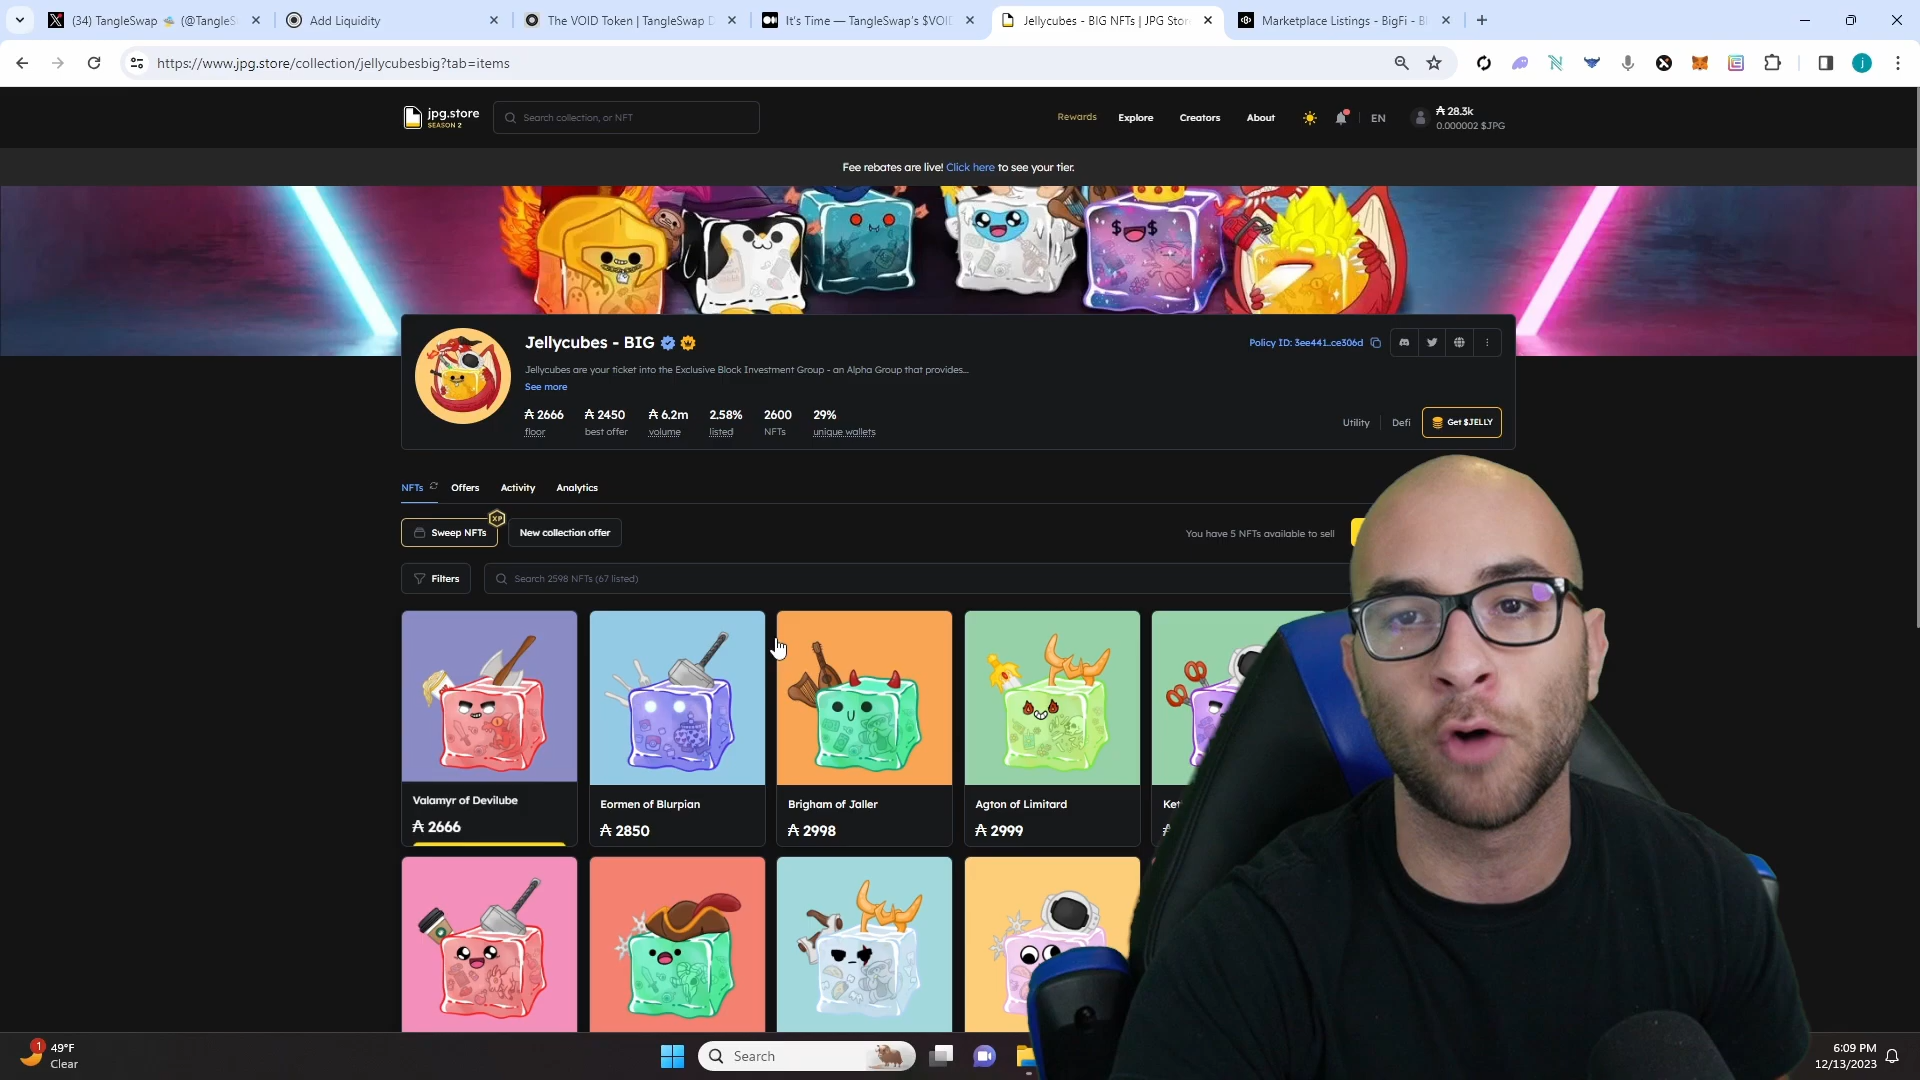 (34) TangleSwap 🛸 (@TangleS
Add Liquidity
The VOID Token | TangleSwap D
It's Time — TangleSwap's $VOID
Jellycubes - BIG NFTs | JPG Stor
Marketplace Listings - BigFi - B
https://www.jpg.store/collection/jellycubesbig?tab=items
j
jpg.store
SEASON 2
Search collection, or NFT
Rewards
Explore
Creators
About
EN
₳ 28.3k
0.000002 $JPG
Fee rebates are live! Click here to see your tier.
Jellycubes - BIG
Policy ID: 3ee441...ce306d
Jellycubes are your ticket into the Exclusive Block Investment Group - an Alpha Group that provides...
See more
₳ 2666
₳ 2450
₳ 6.2m
2.58%
2600
29%
floor
best offer
volume
listed
NFTs
unique wallets
Utility
Defi
Get $JELLY
NFTs
Offers
Activity
Analytics
XP
Sweep NFTs
New collection offer
You have 5 NFTs available to sell
Filters
Search 2598 NFTs (67 listed)
Valamyr of Devilube
Eormen of Blurpian
Brigham of Jaller
Agton of Limitard
Ket
₳ 2666
₳ 2850
₳ 2998
₳ 2999
₳
1
49°F
Clear
Search
6:09 PM
12/13/2023